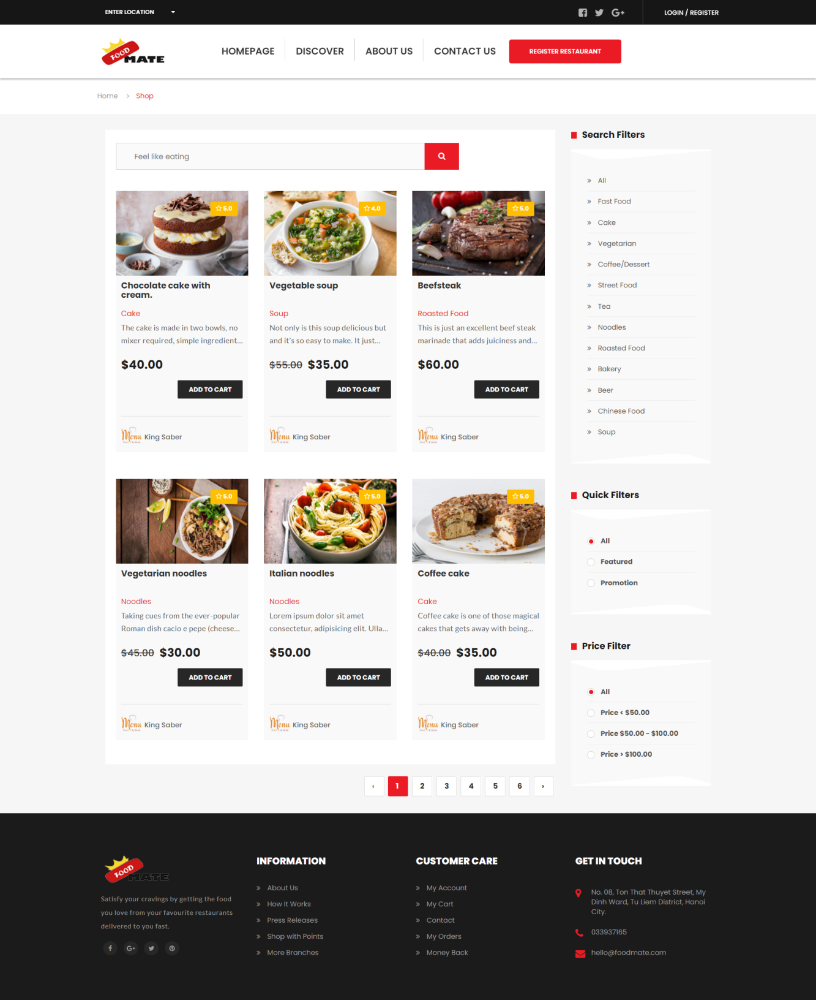 ENTER LOCATION
LOGIN / REGISTER
FOOD
MATE
HOMEPAGE
DISCOVER
ABOUT US
CONTACT US
REGISTER RESTAURANT
Home
Shop
Feel like eating
5.0
4.0
5.0
Chocolate cake with
cream.
Cake
The cake is made in two bowls, no
mixer required, simple ingredient...
$40.00
ADD TO CART
Menu
King Saber
Vegetable soup
Soup
Not only is this soup delicious but
and it's so easy to make. It just...
$55.00 $35.00
ADD TO CART
Menu
King Saber
Beefsteak
Roasted Food
This is just an excellent beef steak
marinade that adds juiciness and...
$60.00
ADD TO CART
Menu
King Saber
5.0
5.0
5.0
Vegetarian noodles
Noodles
Taking cues from the ever-popular
Roman dish cacio e pepe (cheese...
$45.00 $30.00
ADD TO CART
Menu
King Saber
Italian noodles
Noodles
Lorem ipsum dolor sit amet
consectetur, adipisicing elit. Ulla...
$50.00
ADD TO CART
Menu
King Saber
Coffee cake
Cake
Coffee cake is one of those magical
cakes that gets away with being...
$40.00 $35.00
ADD TO CART
Menu
King Saber
‹
1
2
3
4
5
6
›
Search Filters
All
Fast Food
Cake
Vegetarian
Coffee/Dessert
Street Food
Tea
Noodles
Roasted Food
Bakery
Beer
Chinese Food
Soup
Quick Filters
All
Featured
Promotion
Price Filter
All
Price < $50.00
Price $50.00 - $100.00
Price > $100.00
FOOD
MATE
Satisfy your cravings by getting the food
you love from your favourite restaurants
delivered to you fast.
INFORMATION
About Us
How It Works
Press Releases
Shop with Points
More Branches
CUSTOMER CARE
My Account
My Cart
Contact
My Orders
Money Back
GET IN TOUCH
No. 08, Ton That Thuyet Street, My
Dinh Ward, Tu Liem District, Hanoi
City.
033937165
hello@foodmate.com